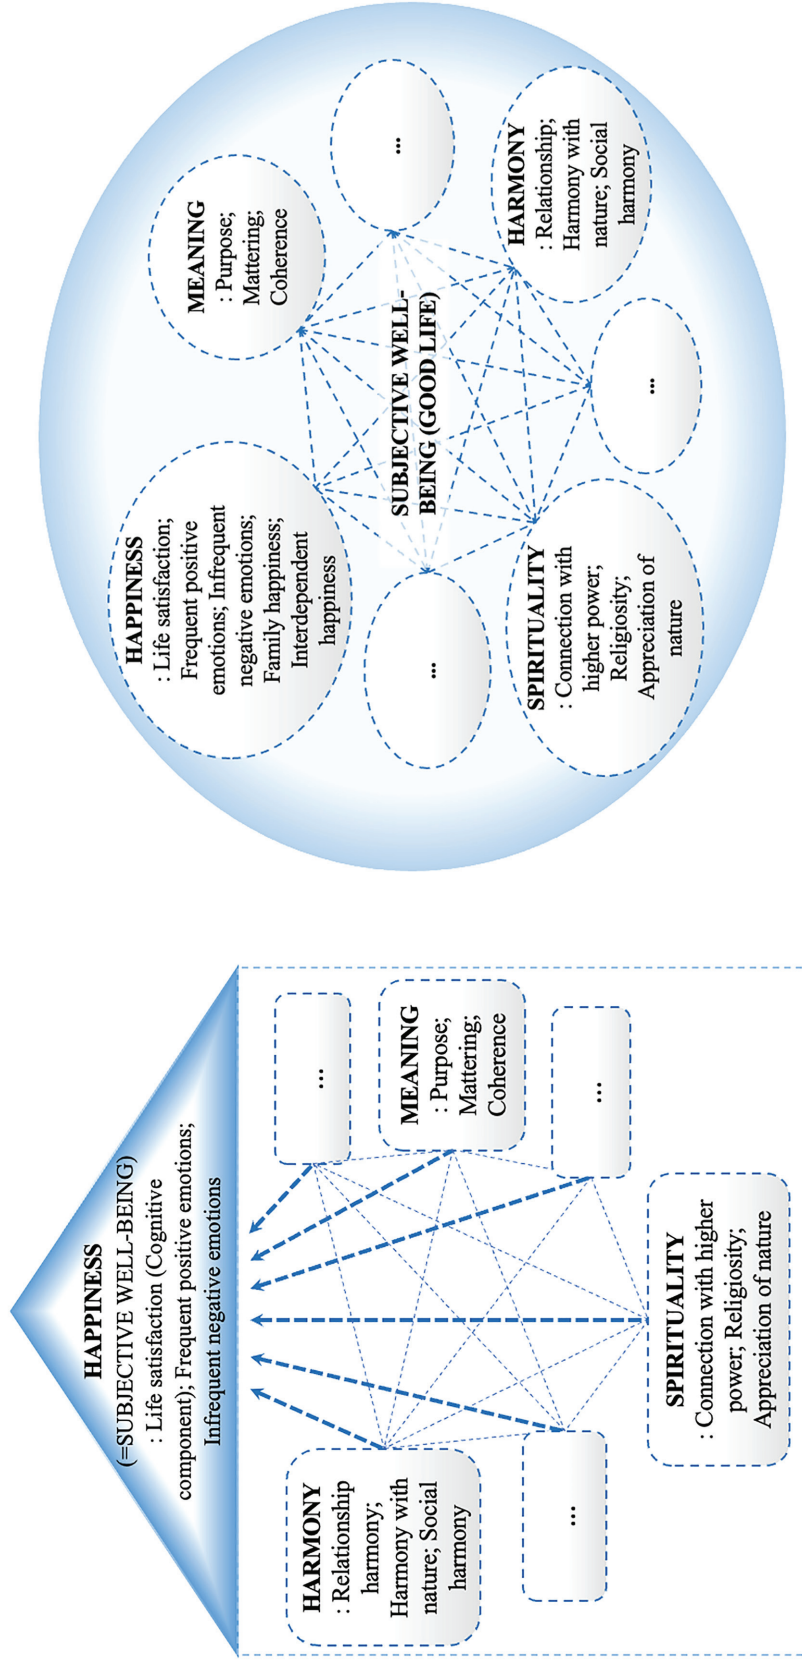 HAPPINESS
(=SUBJECTIVE WELL-BEING)
: Life satisfaction (Cognitive
component); Frequent positive emotions;
Infrequent negative emotions
HARMONY
: Relationship
harmony;
Harmony with
nature; Social
harmony
...
...
MEANING
: Purpose;
Mattering;
Coherence
...
SPIRITUALITY
: Connection with higher
power; Religiosity;
Appreciation of nature
HAPPINESS
: Life satisfaction;
Frequent positive
emotions; Infrequent
negative emotions;
Family happiness;
Interdependent
happiness
MEANING
: Purpose;
Mattering;
Coherence
...
SUBJECTIVE WELL-
BEING (GOOD LIFE)
...
SPIRITUALITY
: Connection with
higher power;
Religiosity;
Appreciation of
nature
...
HARMONY
: Relationship;
Harmony with
nature; Social
harmony